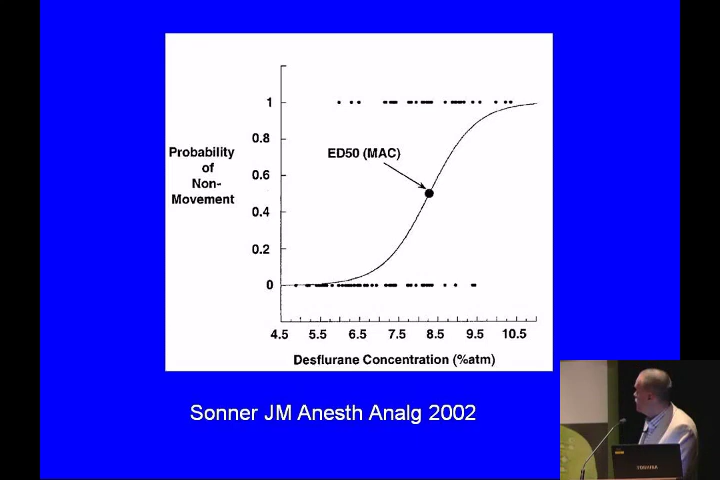 1
0.8
Probability
of
Non-
Movement
ED50 (MAC)
0.6
0.4
0.2
0
4.5 5.5 6.5 7.5 8.5 9.5 10.5
Desflurane Concentration (%atm)
Sonner JM Anesth Analg 2002
TOSHIBA